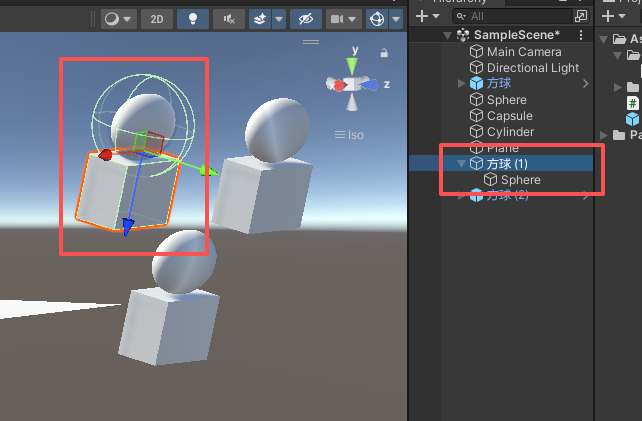 2D
y
z
Iso
Hierarchy
All
SampleScene*
Main Camera
Directional Light
方球
Sphere
Capsule
Cylinder
Plane
方球 (1)
Sphere
方球 (2)
As
Pa